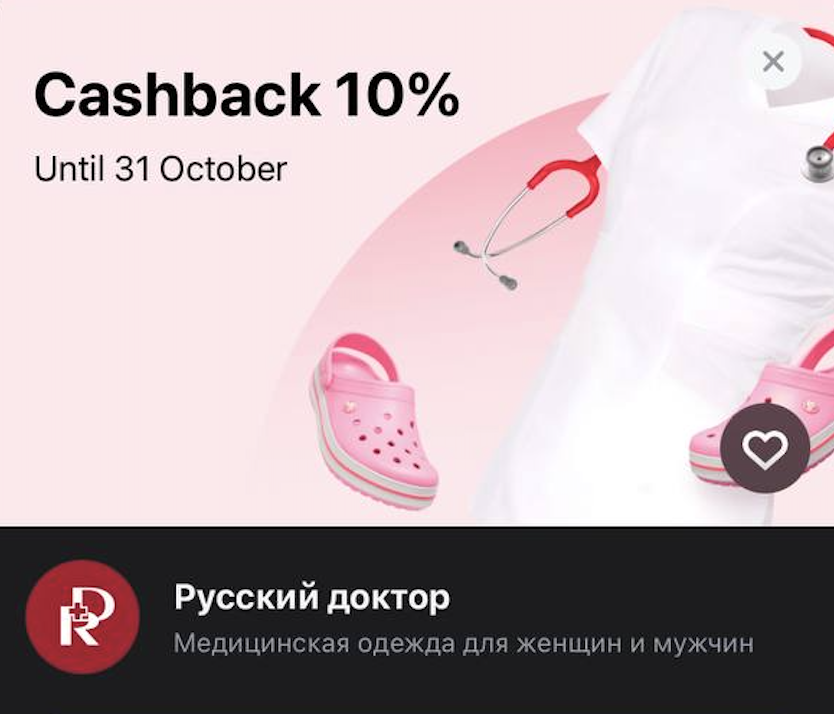 Cashback 10%
Until 31 October
Русский доктор
Медицинская одежда для женщин и мужчин